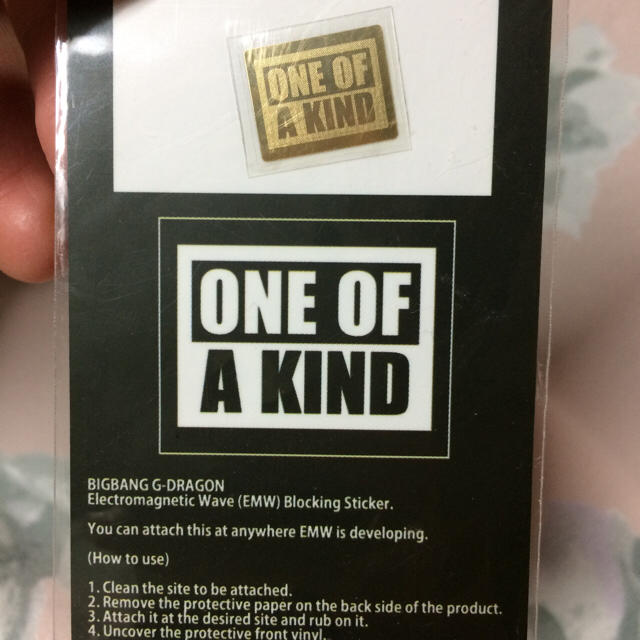 ONE OF
A KIND
ONE OF
A KIND
BIGBANG G-DRAGON
Electromagnetic Wave (EMW) Blocking Sticker.
You can attach this at anywhere EMW is developing.
(How to use)
1. Clean the site to be attached.
2. Remove the protective paper on the back side of the product.
3. Attach it at the desired site and rub on it.
4. Uncover the protective front vinyl.